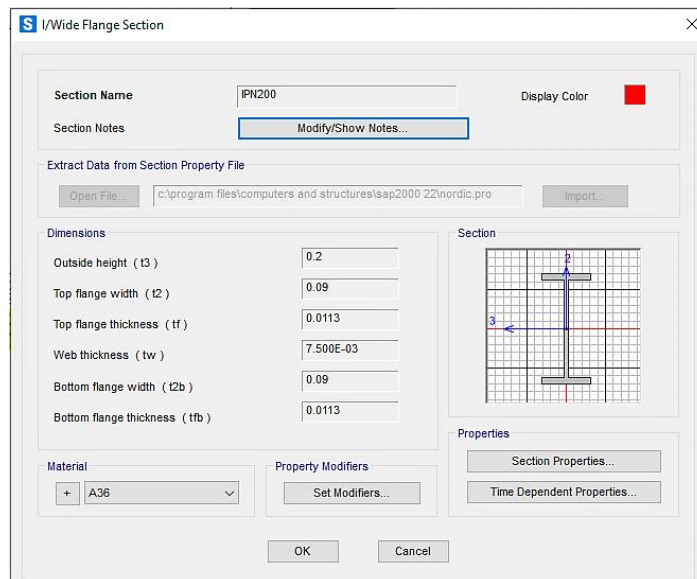 S I/Wide Flange Section
Section Name IPN200 Display Color
Section Notes Modify/Show Notes...
Extract Data from Section Property File
Open File... c:\program files\computers and structures\sap2000 22\nordic.pro Import...
Dimensions
Outside height ( t3 ) 0.2
Top flange width ( t2 ) 0.09
Top flange thickness ( tf ) 0.0113
Web thickness ( tw ) 7.500E-03
Bottom flange width ( t2b ) 0.09
Bottom flange thickness ( tfb ) 0.0113
Section
2
3
Material
+ A36
Property Modifiers
Set Modifiers...
Properties
Section Properties...
Time Dependent Properties...
OK Cancel